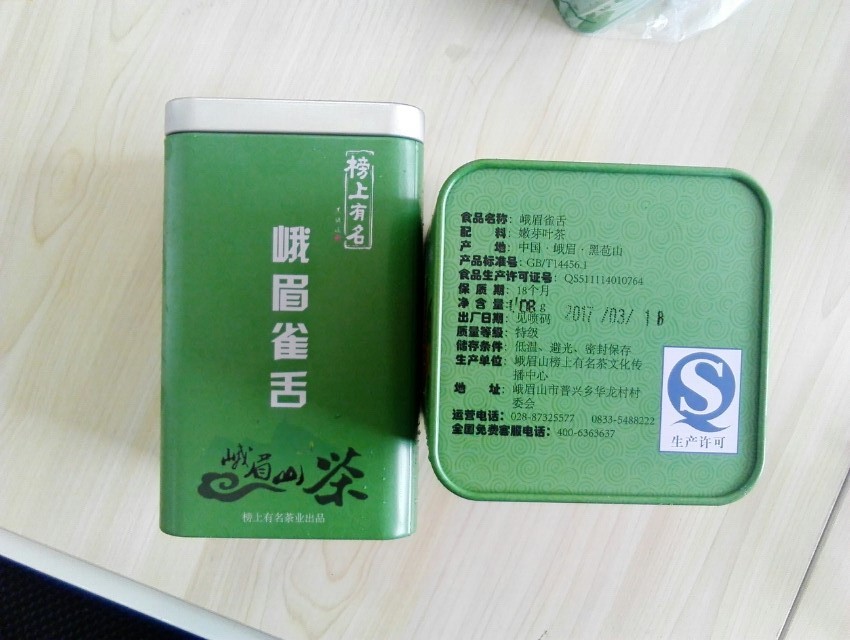 榜上有名
峨眉雀舌
峨眉山茶
榜上有名茶业出品
食品名称：峨眉雀舌
配　　料：嫩芽叶茶
产　　地：中国·峨眉·黑苞山
产品标准号：GB/T14456.1
食品生产许可证号：QS511114010764
保 质 期：18个月
净 含 量： g
出厂日期：见喷码 2017/03/18
质量等级：特级
储存条件：低温、避光、密封保存
生产单位：峨眉山榜上有名茶文化传
播中心
地　　址：峨眉山市普兴乡华龙村村
委会
运营电话：028-87325577　0833-5488222
全国免费客服电话：400-6363637
生产许可